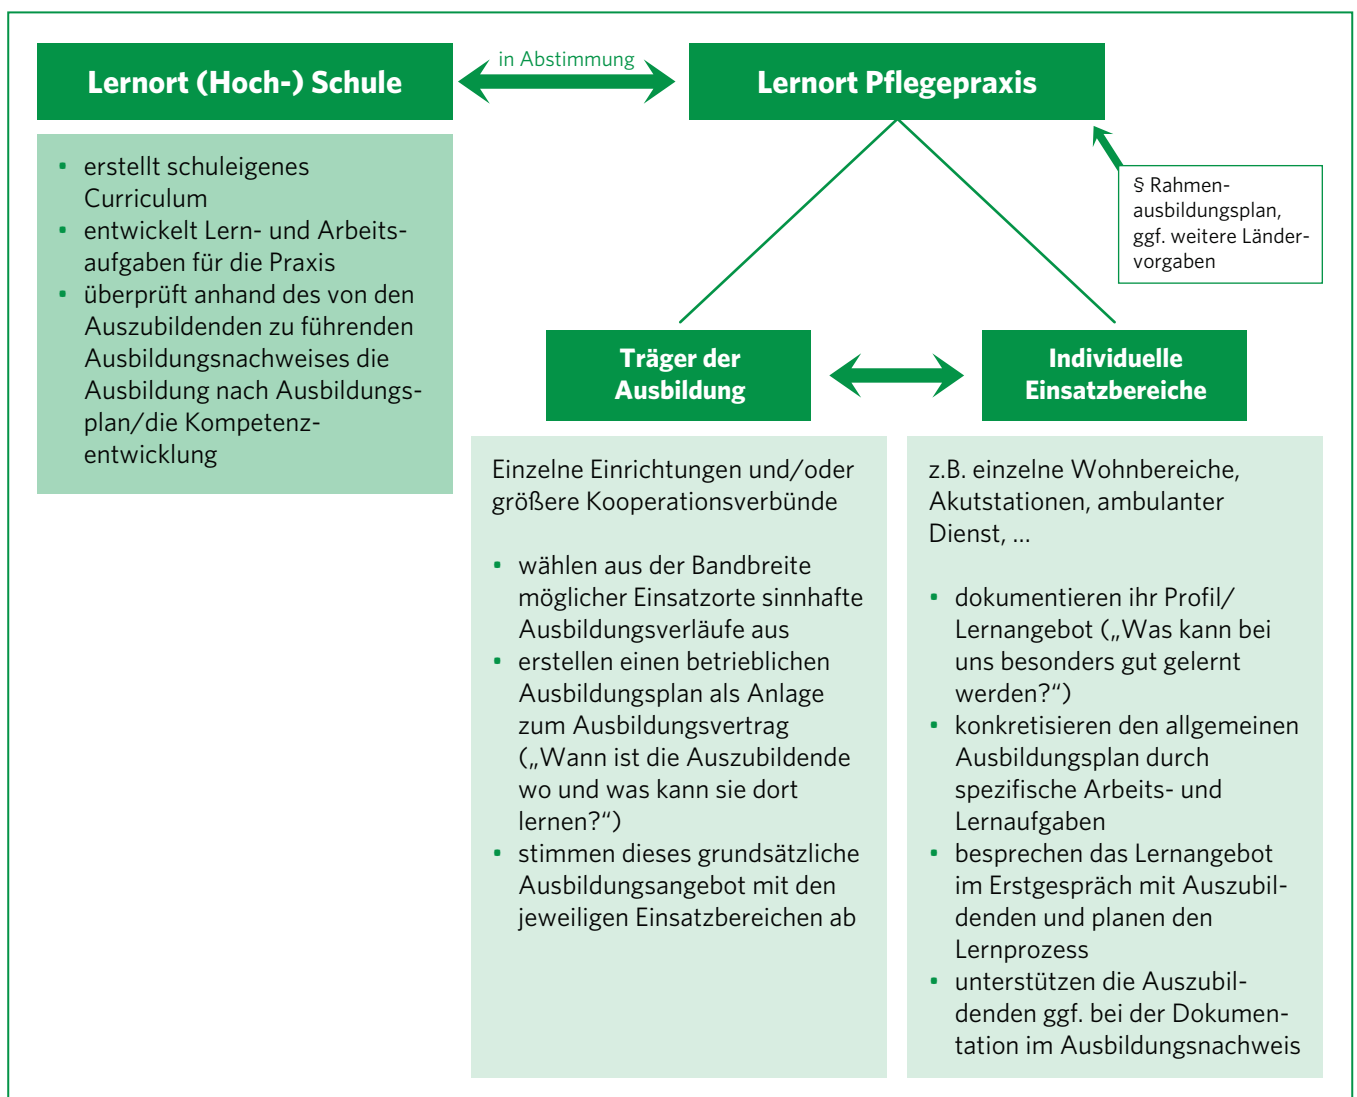 Lernort (Hoch-) Schule
in Abstimmung
Lernort Pflegepraxis
• erstellt schuleigenes
Curriculum
• entwickelt Lern- und Arbeits-
aufgaben für die Praxis
• überprüft anhand des von den
Auszubildenden zu führenden
Ausbildungsnachweises die
Ausbildung nach Ausbildungs-
plan/die Kompetenz-
entwicklung
§ Rahmen-
ausbildungsplan,
ggf. weitere Länder-
vorgaben
Träger der
Ausbildung
Individuelle
Einsatzbereiche
Einzelne Einrichtungen und/oder
größere Kooperationsverbünde
• wählen aus der Bandbreite
möglicher Einsatzorte sinnhafte
Ausbildungsverläufe aus
• erstellen einen betrieblichen
Ausbildungsplan als Anlage
zum Ausbildungsvertrag
(„Wann ist die Auszubildende
wo und was kann sie dort
lernen?“)
• stimmen dieses grundsätzliche
Ausbildungsangebot mit den
jeweiligen Einsatzbereichen ab
z.B. einzelne Wohnbereiche,
Akutstationen, ambulanter
Dienst, ...
• dokumentieren ihr Profil/
Lernangebot („Was kann bei
uns besonders gut gelernt
werden?“)
• konkretisieren den allgemeinen
Ausbildungsplan durch
spezifische Arbeits- und
Lernaufgaben
• besprechen das Lernangebot
im Erstgespräch mit Auszubil-
denden und planen den
Lernprozess
• unterstützen die Auszubil-
denden ggf. bei der Dokumen-
tation im Ausbildungsnachweis